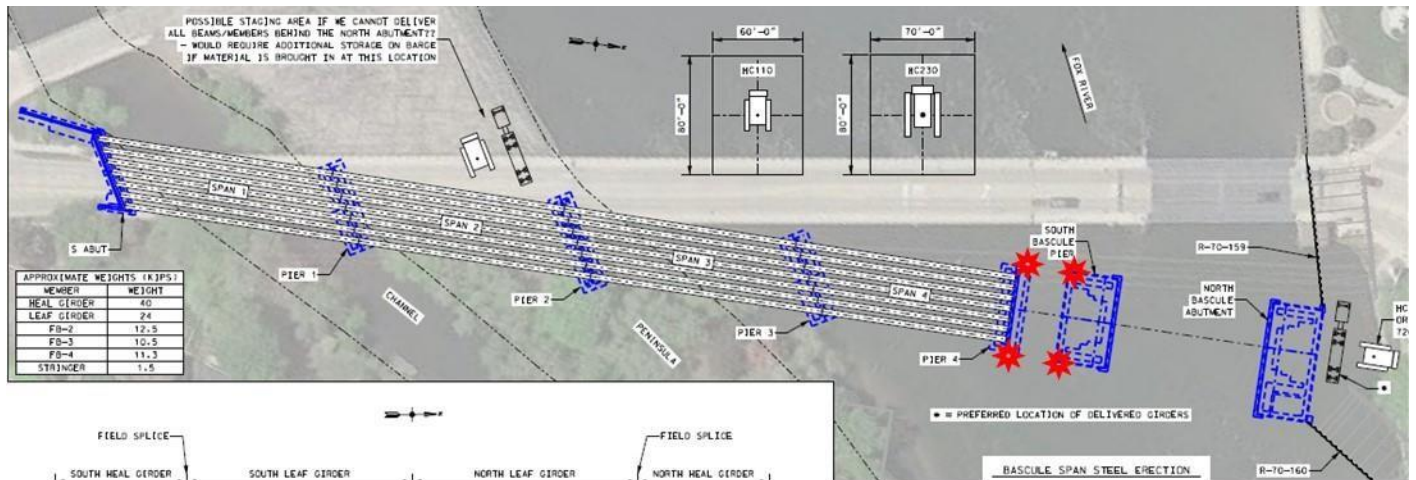 POSSIBLE STAGING AREA IF WE CANNOT DELIVER
ALL BEAMS/MEMBERS BEHIND THE NORTH ABUTMENT??
- WOULD REQUIRE ADDITIONAL STORAGE ON BARGE
IF MATERIAL IS BROUGHT IN AT THIS LOCATION
60'-0"
HC110
80'-0"
70'-0"
HC230
80'-0"
FOX RIVER
SPAN 1
SPAN 2
SPAN 3
SPAN 4
S ABUT
PIER 1
PIER 2
PIER 3
PIER 4
CHANNEL
PENINSULA
SOUTH
BASCULE
PIER
NORTH
BASCULE
ABUTMENT
R-70-159
HC
OR
R-70-160
APPROXIMATE WEIGHTS (KIPS)
MEMBER WEIGHT
HEAL GIRDER 40
LEAF GIRDER 24
FB-2 12.5
FB-3 10.5
FB-4 11.3
STRINGER 1.5
* = PREFERRED LOCATION OF DELIVERED GIRDERS
BASCULE SPAN STEEL ERECTION
FIELD SPLICE
FIELD SPLICE
SOUTH HEAL GIRDER
SOUTH LEAF GIRDER
NORTH LEAF GIRDER
NORTH HEAL GIRDER